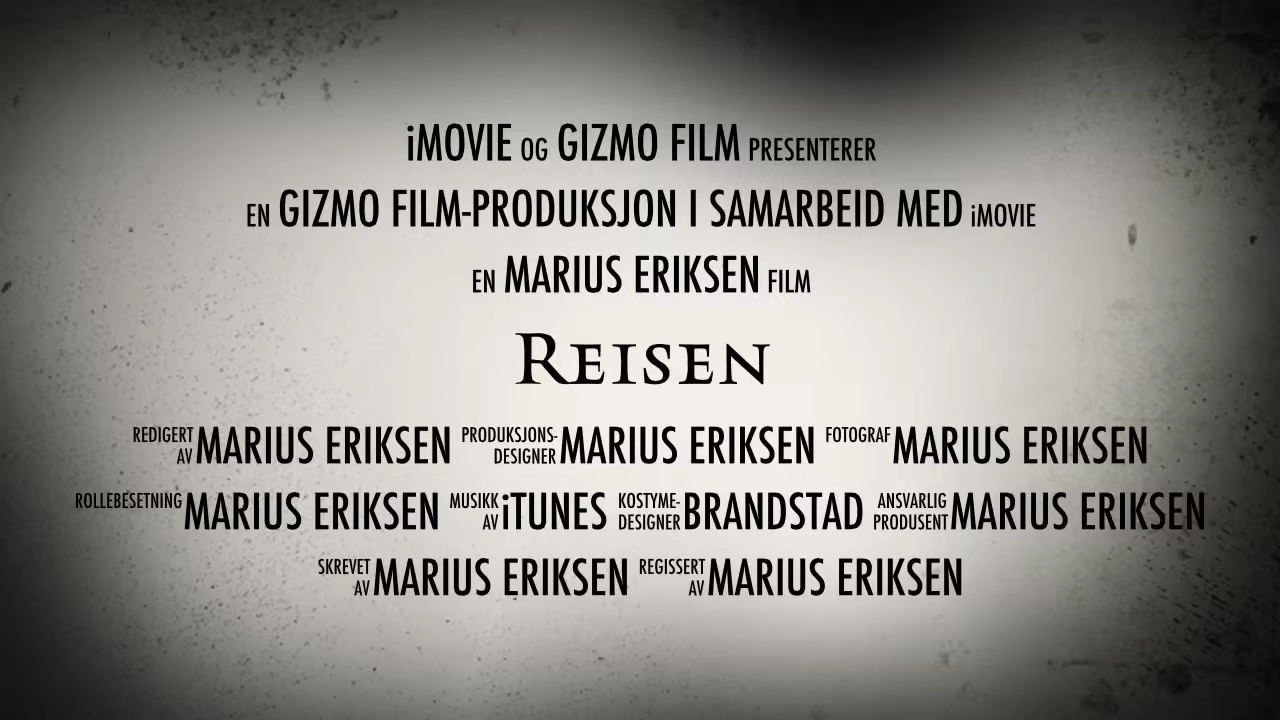 iMOVIE OG GIZMO FILM PRESENTERER
EN GIZMO FILM-PRODUKSJON I SAMARBEID MED iMOVIE
EN MARIUS ERIKSEN FILM
REISEN
REDIGERT AV MARIUS ERIKSEN PRODUKSJONS-DESIGNER MARIUS ERIKSEN FOTOGRAF MARIUS ERIKSEN
ROLLEBESETNING MARIUS ERIKSEN MUSIKK AV iTUNES KOSTYME-DESIGNER BRANDSTAD ANSVARLIG PRODUSENT MARIUS ERIKSEN
SKREVET AV MARIUS ERIKSEN REGISSERT AV MARIUS ERIKSEN